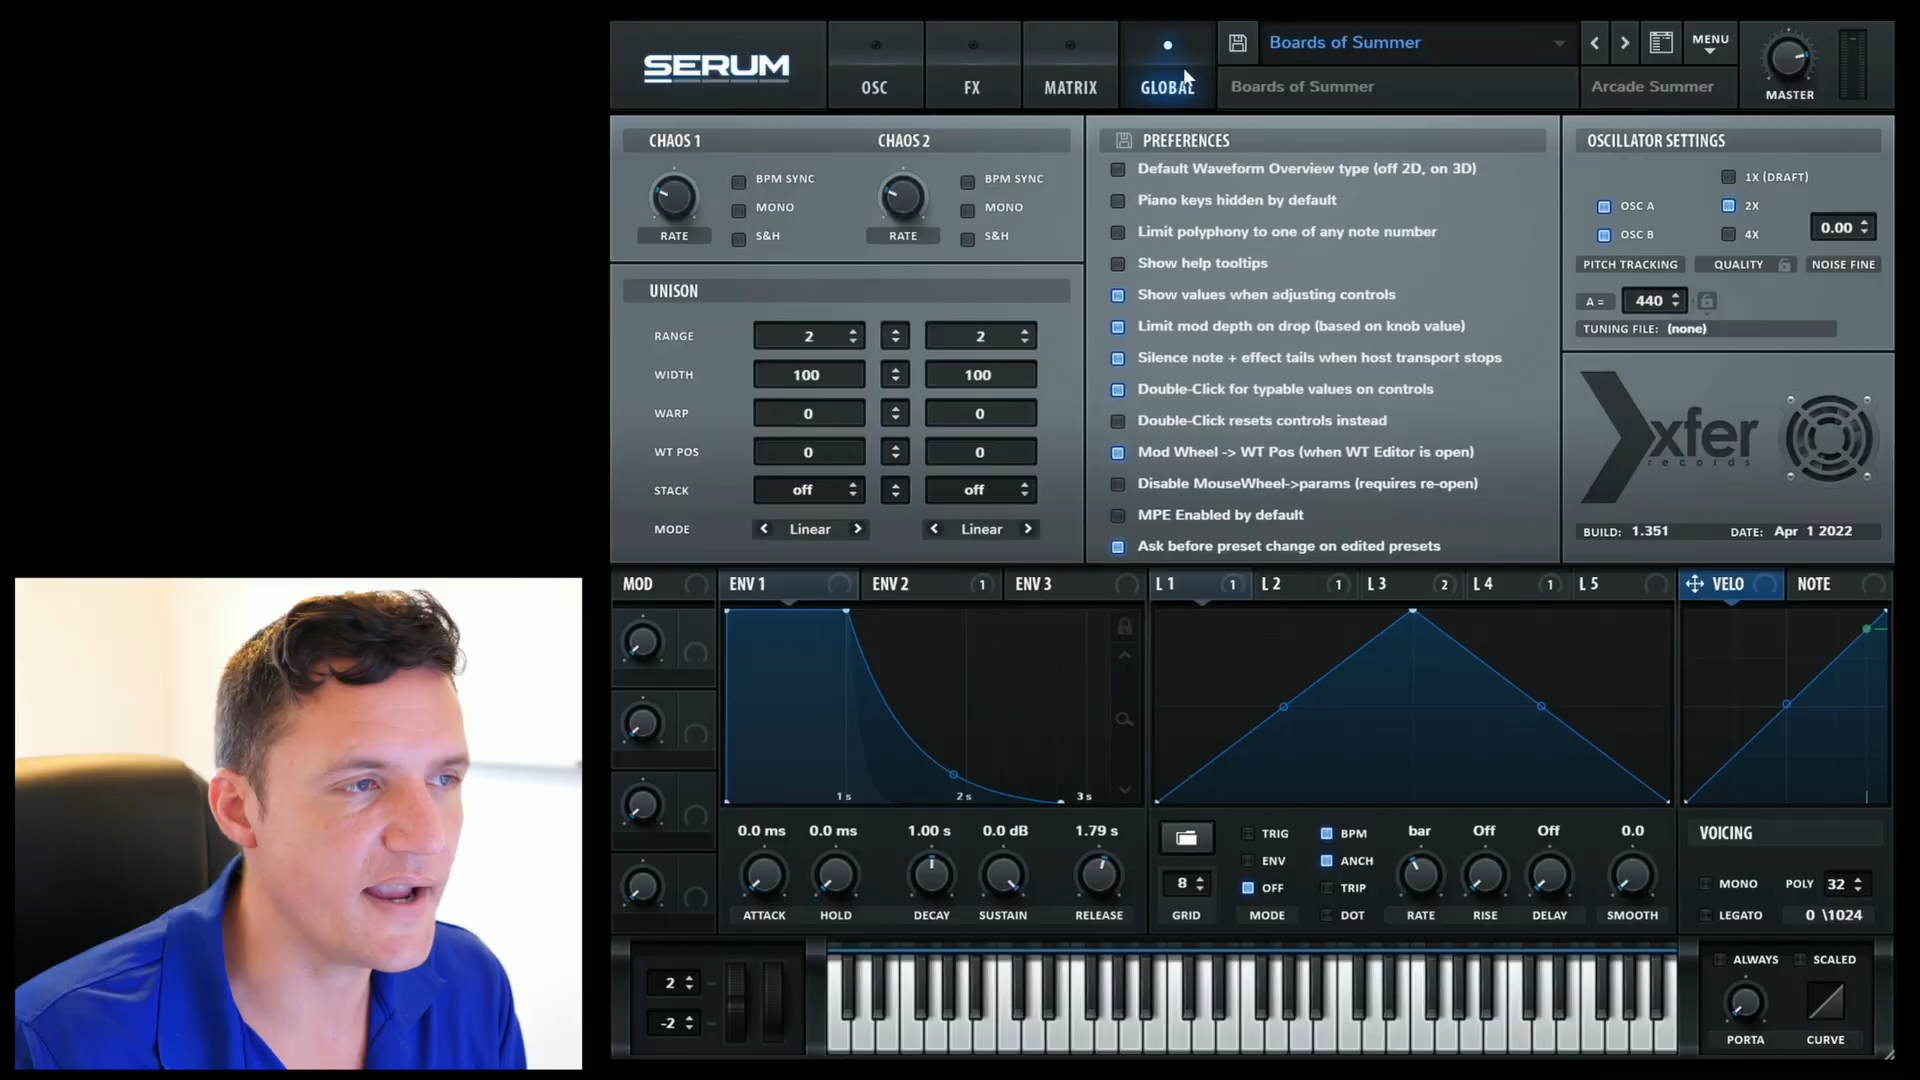 SERUM
OSC
FX
MATRIX
GLOBAL
Boards of Summer
MENU
Boards of Summer
Arcade Summer
MASTER
CHAOS 1
CHAOS 2
BPM SYNC
MONO
S&H
RATE
BPM SYNC
MONO
S&H
RATE
UNISON
RANGE 2 2
WIDTH 100 100
WARP 0 0
WT POS 0 0
STACK off off
MODE Linear Linear
PREFERENCES
Default Waveform Overview type (off 2D, on 3D)
Piano keys hidden by default
Limit polyphony to one of any note number
Show help tooltips
Show values when adjusting controls
Limit mod depth on drop (based on knob value)
Silence note + effect tails when host transport stops
Double-Click for typable values on controls
Double-Click resets controls instead
Mod Wheel -> WT Pos (when WT Editor is open)
Disable MouseWheel->params (requires re-open)
MPE Enabled by default
Ask before preset change on edited presets
OSCILLATOR SETTINGS
1X (DRAFT)
OSC A 2X
0.00
OSC B 4X
PITCH TRACKING QUALITY NOISE FINE
A = 440
TUNING FILE: (none)
xfer
records
BUILD: 1.351 DATE: Apr 1 2022
MOD
ENV 1 ENV 2 1 ENV 3
L 1 1 L 2 1 L 3 2 L 4 1 L 5
VELO NOTE
1 s 2 s 3 s
0.0 ms 0.0 ms 1.00 s 0.0 dB 1.79 s
ATTACK HOLD DECAY SUSTAIN RELEASE
8
GRID
TRIG
ENV
OFF
MODE
BPM
ANCH
TRIP
DOT
bar Off Off 0.0
RATE RISE DELAY SMOOTH
VOICING
MONO POLY 32
LEGATO 0 \1024
2
-2
ALWAYS SCALED
PORTA CURVE